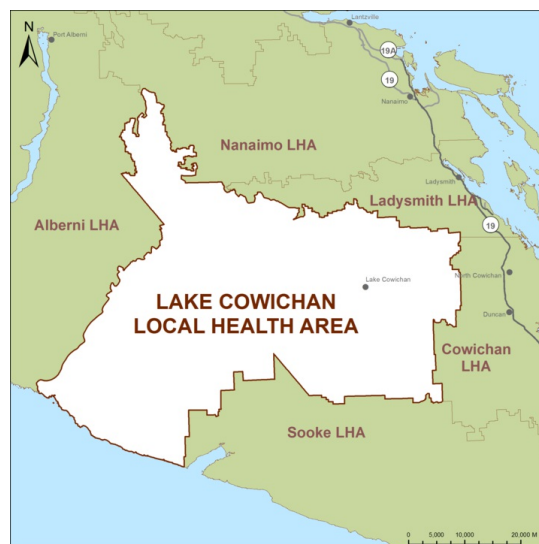 Lantzville
N
Port Alberni
19A
19
Nanaimo
Nanaimo LHA
Ladysmith
Ladysmith LHA
Alberni LHA
19
North Cowichan
Lake Cowichan
LAKE COWICHAN
LOCAL HEALTH AREA
Duncan
Cowichan
LHA
Sooke LHA
0 5,000 10,000 20,000 M